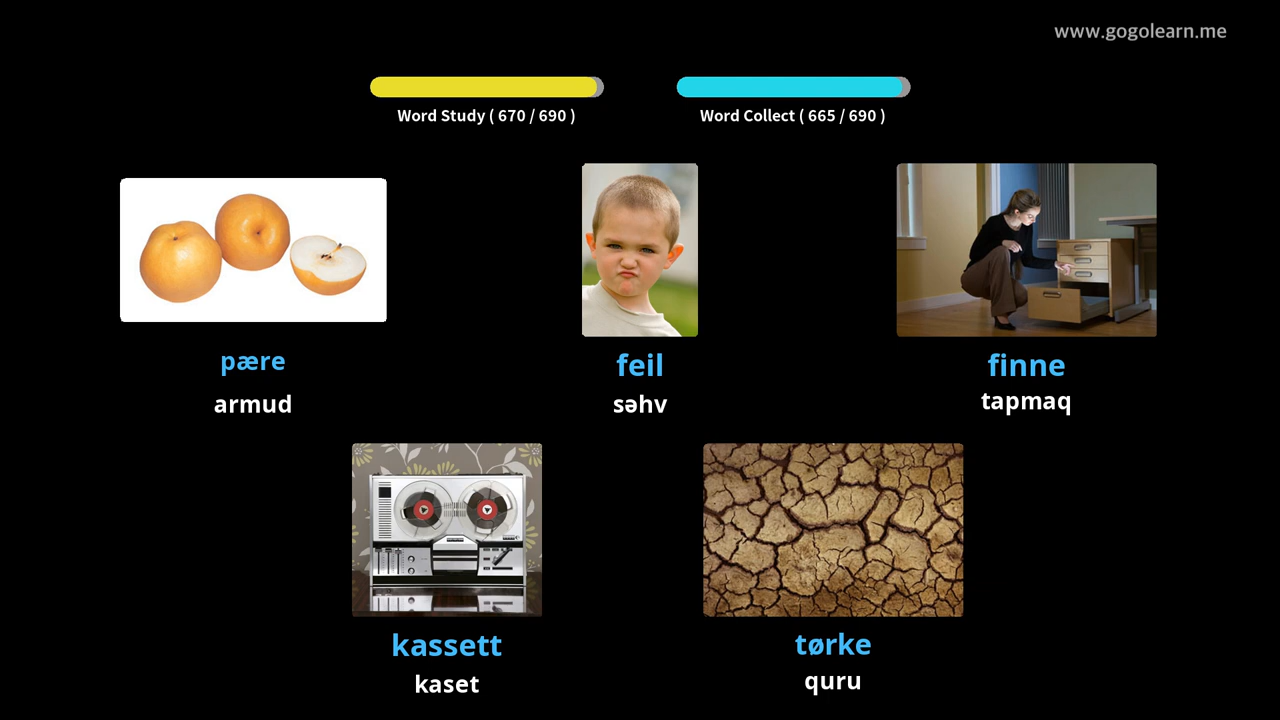 www.gogolearn.me
Word Study ( 670 / 690 )
Word Collect ( 665 / 690 )
pære
armud
feil
səhv
finne
tapmaq
kassett
kaset
tørke
quru